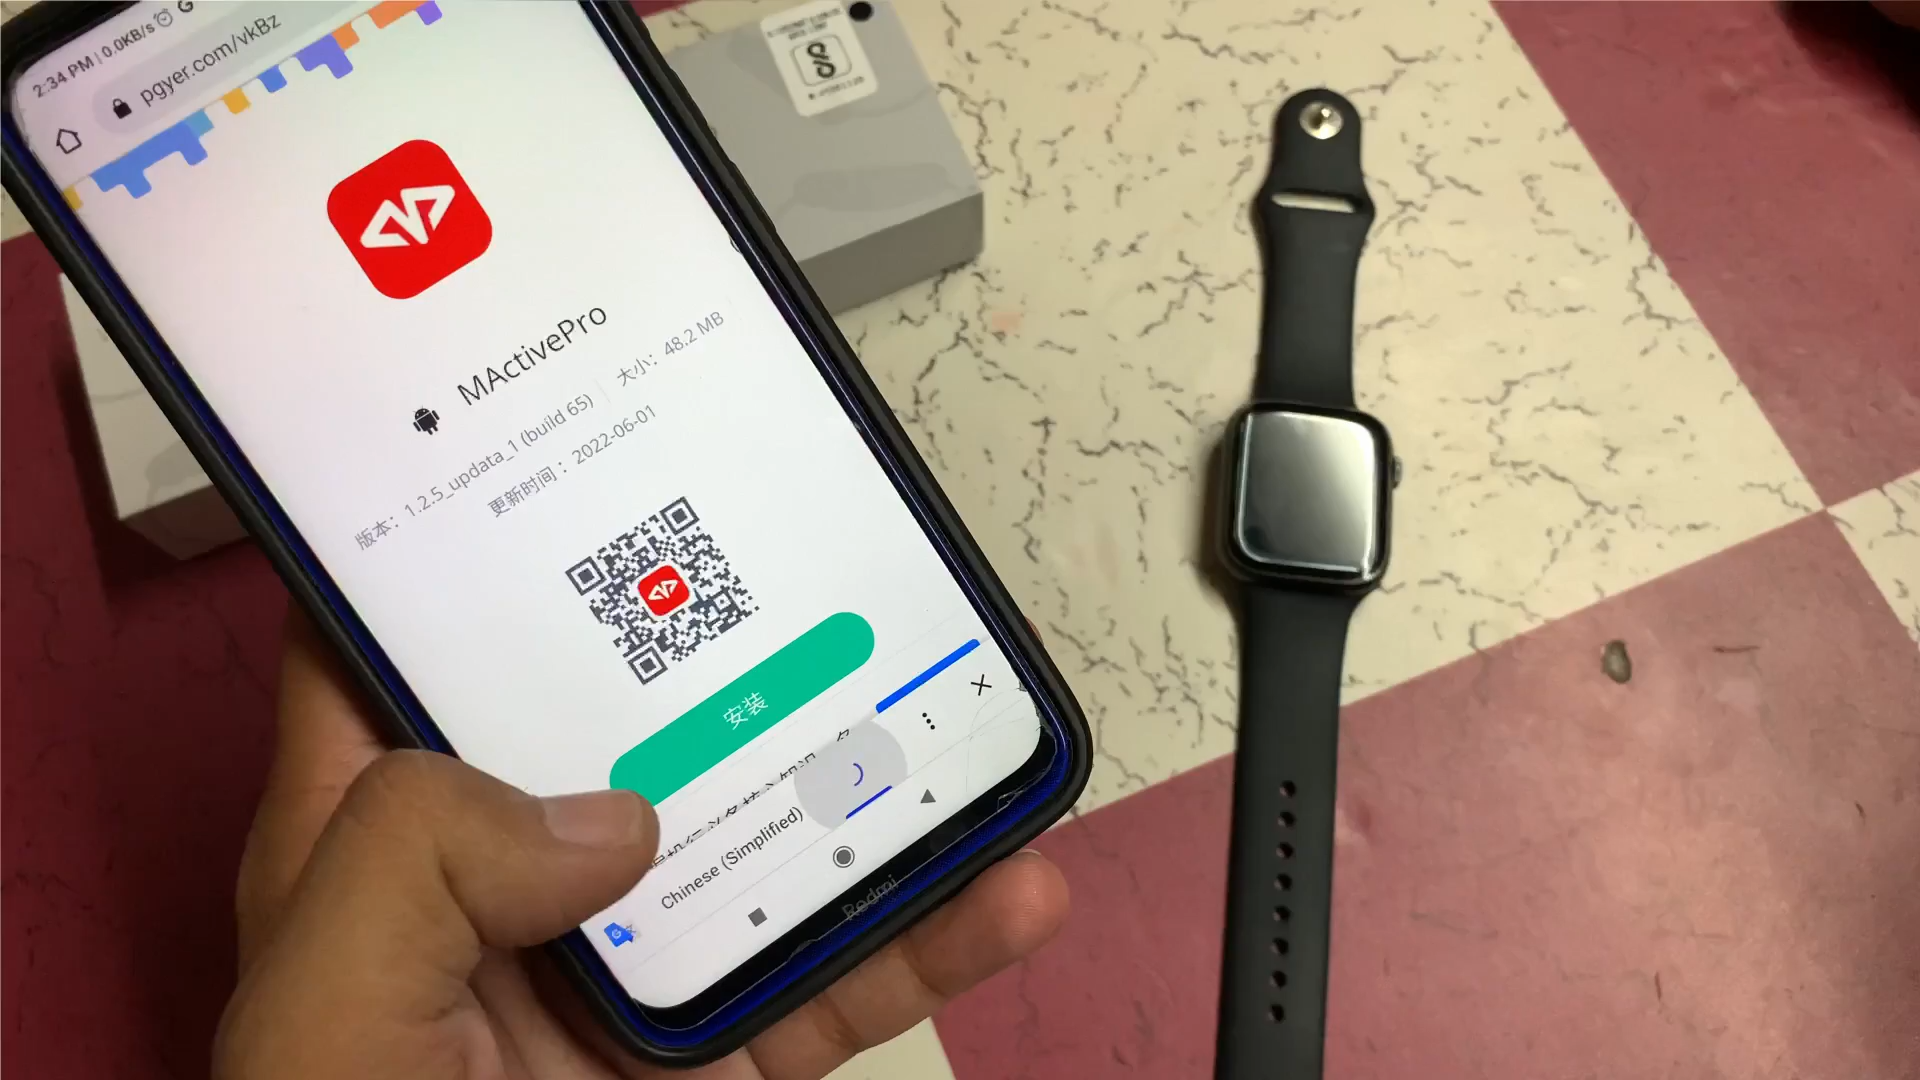 2:34 PM | 0.0KB/s
pgyer.com/vkBz
MActivePro
版本：1.2.5_updata_1 (build 65)
大小：48.2 MB
更新时间：2022-06-01
安装
Chinese (Simplified)
Redmi